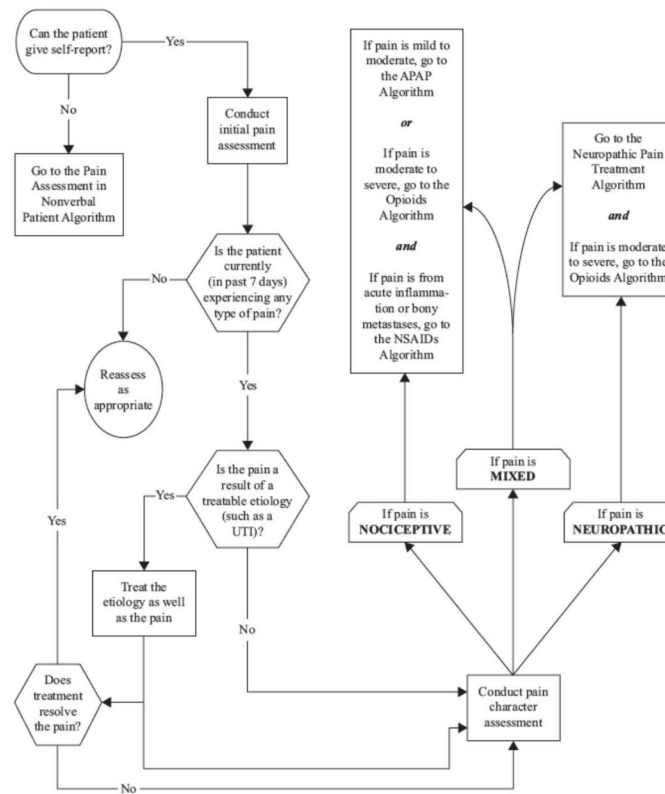 Can the patient
give self-report?
Yes
No
Go to the Pain
Assessment in
Nonverbal
Patient Algorithm
Conduct
initial pain
assessment
Is the patient
currently
(in past 7 days)
experiencing any
type of pain?
No
Reassess
as
appropriate
Yes
Is the pain a
result of a
treatable etiology
(such as a
UTI)?
Yes
Treat the
etiology as well
as the pain
No
Yes
Does
treatment
resolve
the pain?
No
Conduct pain
character
assessment
If pain is
NOCICEPTIVE
If pain is
MIXED
If pain is
NEUROPATHIC
If pain is mild to
moderate, go to
the APAP
Algorithm
or
If pain is
moderate to
severe, go to the
Opioids
Algorithm
and
If pain is from
acute inflamma-
tion or bony
metastases, go to
the NSAIDs
Algorithm
Go to the
Neuropathic Pain
Treatment
Algorithm
and
If pain is moderate
to severe, go to the
Opioids Algorithm